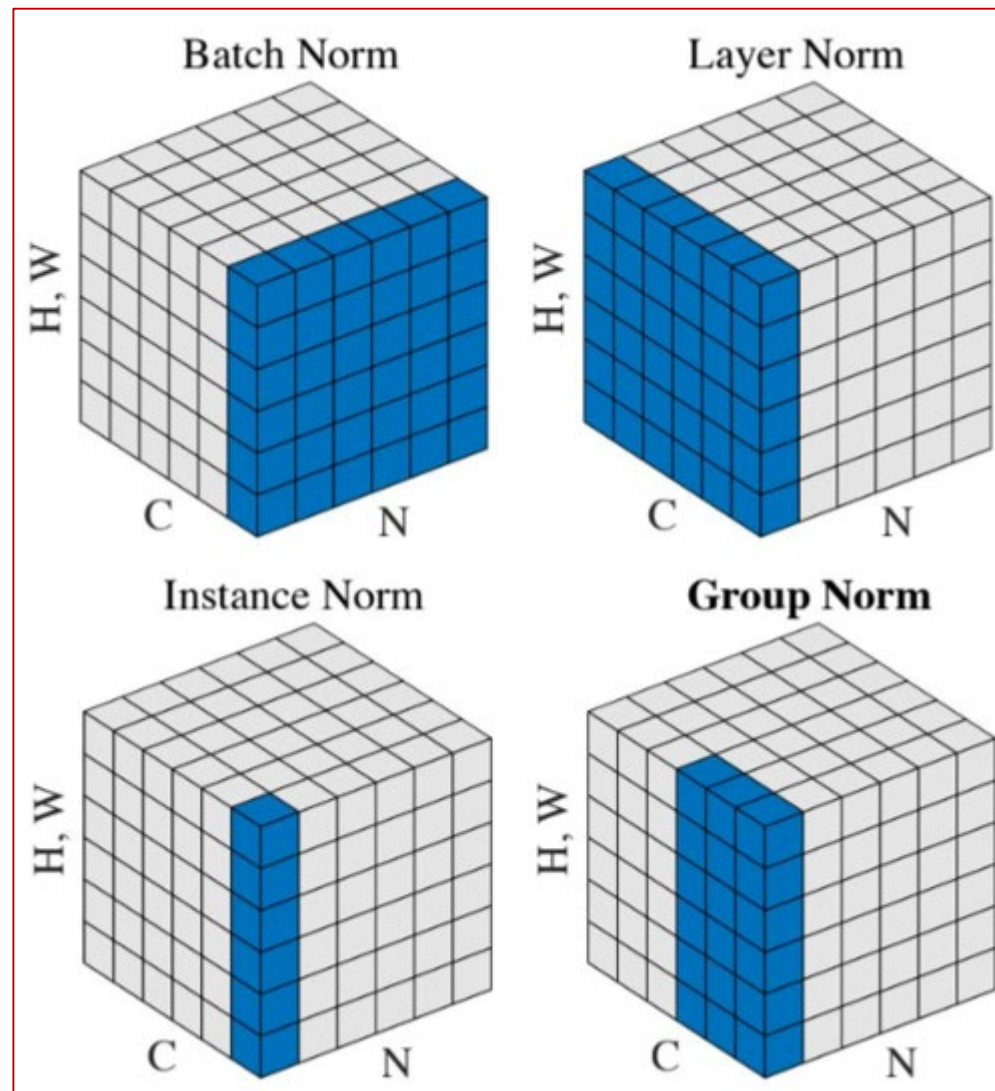 Batch Norm
Layer Norm
H, W
C
N
H, W
C
N
Instance Norm
Group Norm
H, W
C
N
H, W
C
N